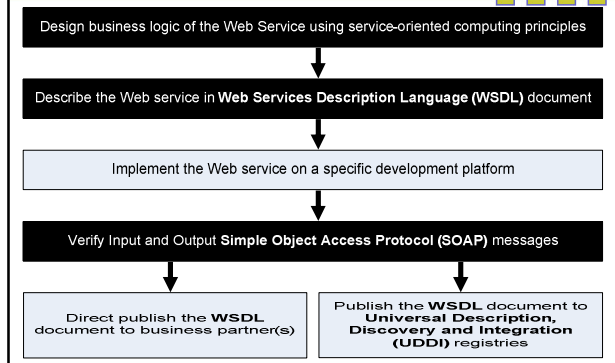 Design business logic of the Web Service using service-oriented computing principles
Describe the Web service in Web Services Description Language (WSDL) document
Implement the Web service on a specific development platform
Verify Input and Output Simple Object Access Protocol (SOAP) messages
Direct publish the WSDL
document to business partner(s)
Publish the WSDL document to
Universal Description,
Discovery and Integration
(UDDI) registries